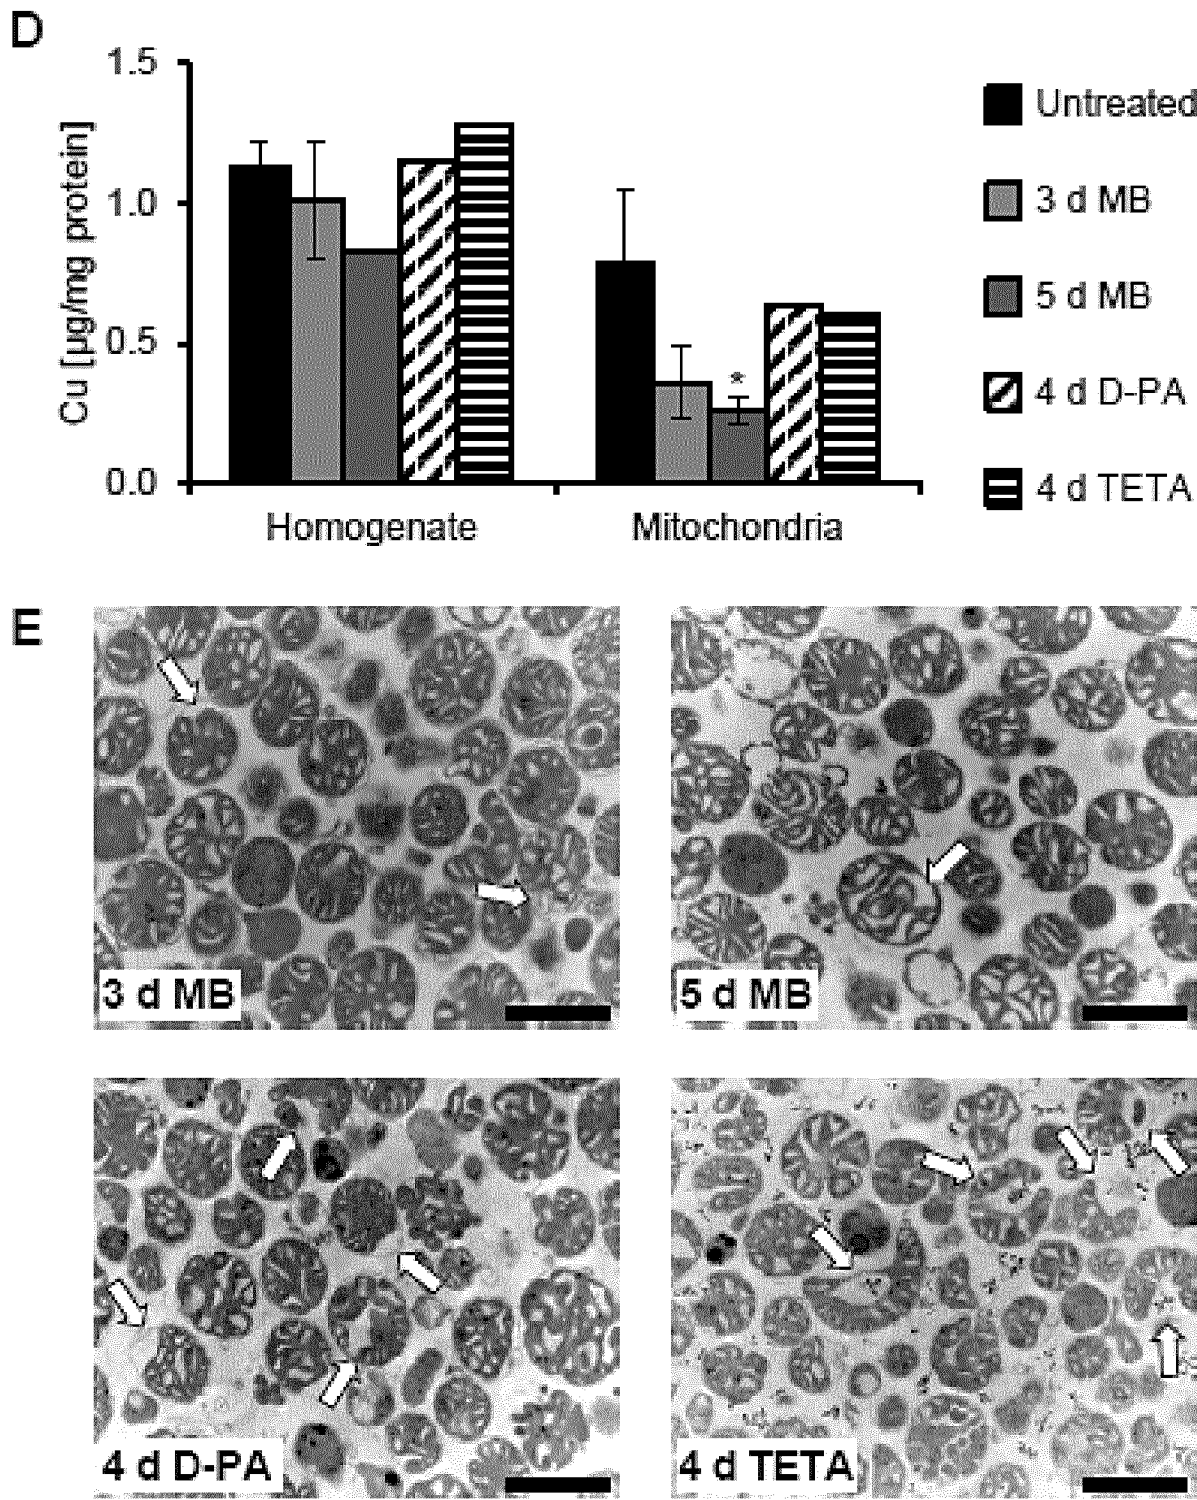 D
Cu [µg/mg protein]
1.5
1.0
0.5
0.0
*
Homogenate
Mitochondria
Untreated
3 d MB
5 d MB
4 d D-PA
4 d TETA
E
3 d MB
5 d MB
4 d D-PA
4 d TETA